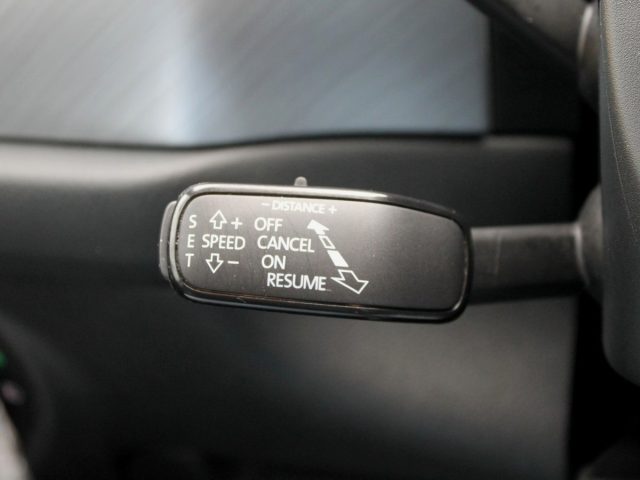 − DISTANCE +
S + OFF
E SPEED CANCEL
T − ON
RESUME